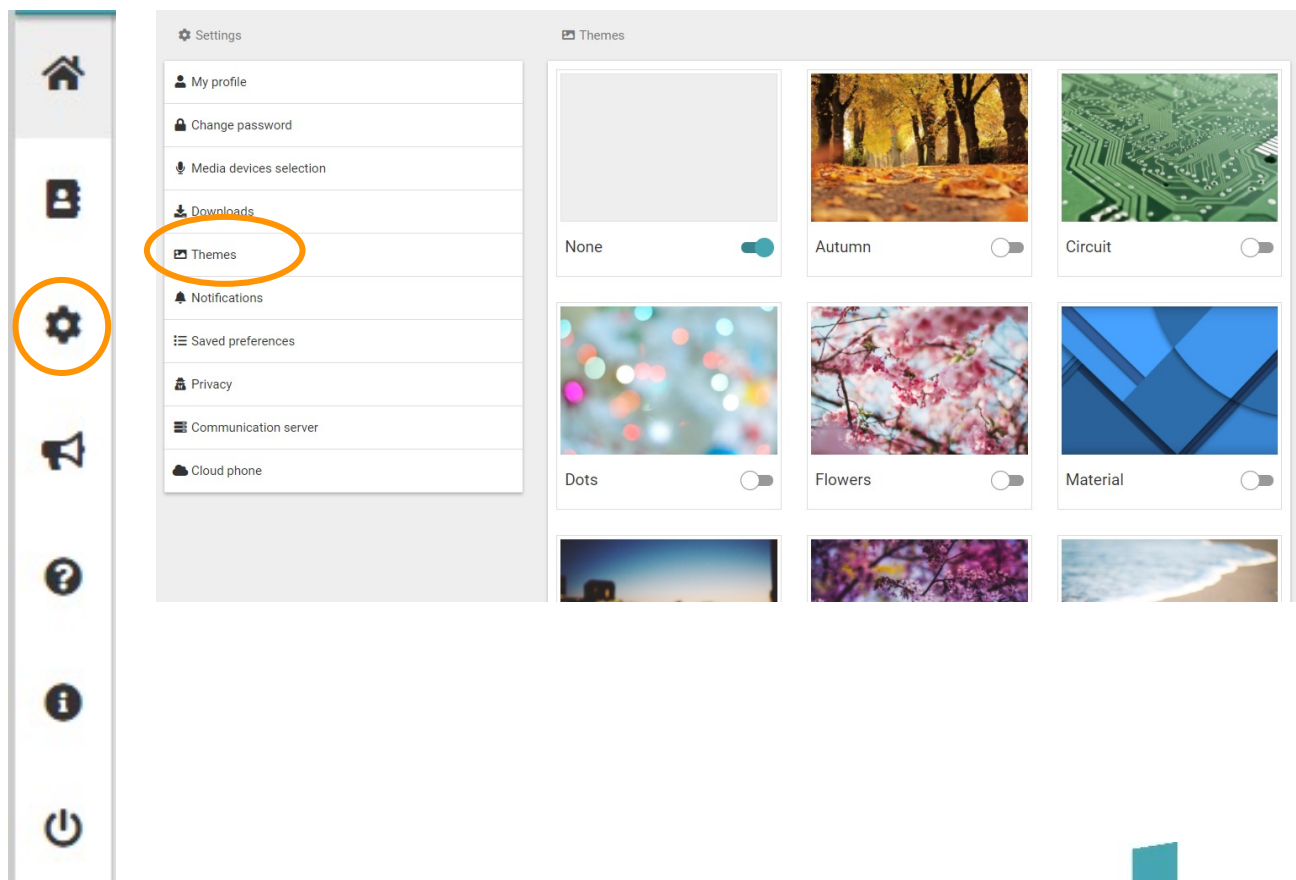 Settings
My profile
Change password
Media devices selection
Downloads
Themes
Notifications
Saved preferences
Privacy
Communication server
Cloud phone
Themes
None
Autumn
Circuit
Dots
Flowers
Material